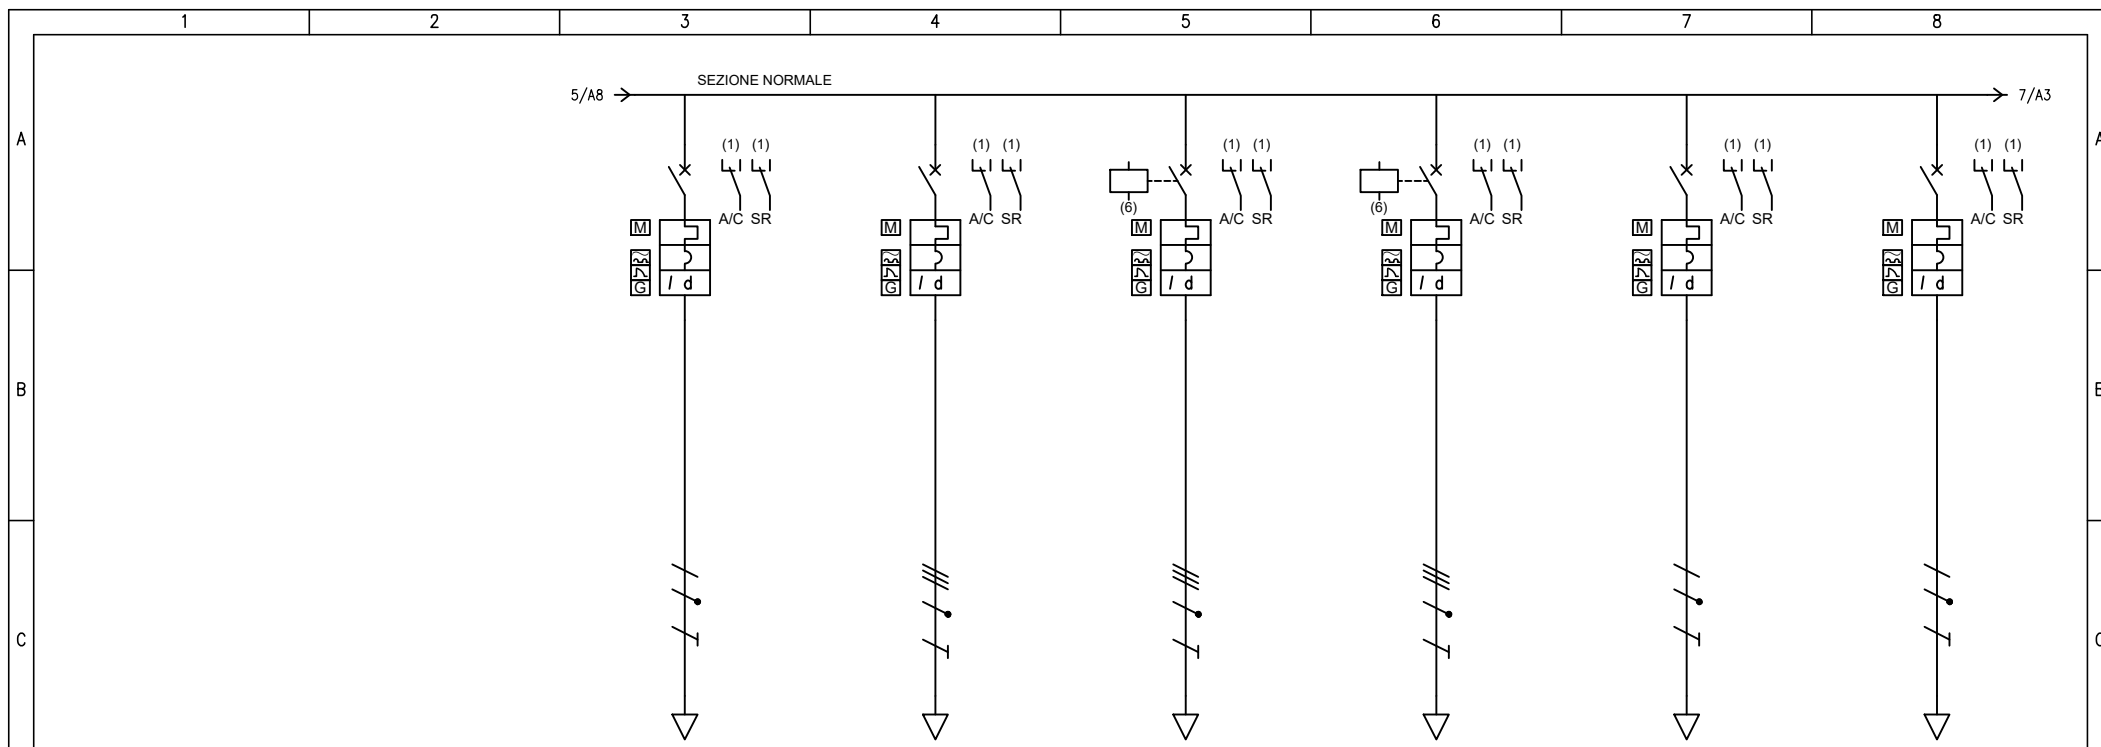 1 2 3 4 5 6 7 8
SEZIONE NORMALE
5/A8 7/A3
A A
(1) (1) (1) (1) (1) (1) (1) (1) (1) (1) (1) (1)
(6) (6)
A/C SR A/C SR A/C SR A/C SR A/C SR A/C SR
M M M M M M
G I d G I d G I d G I d G I d G I d
B
C